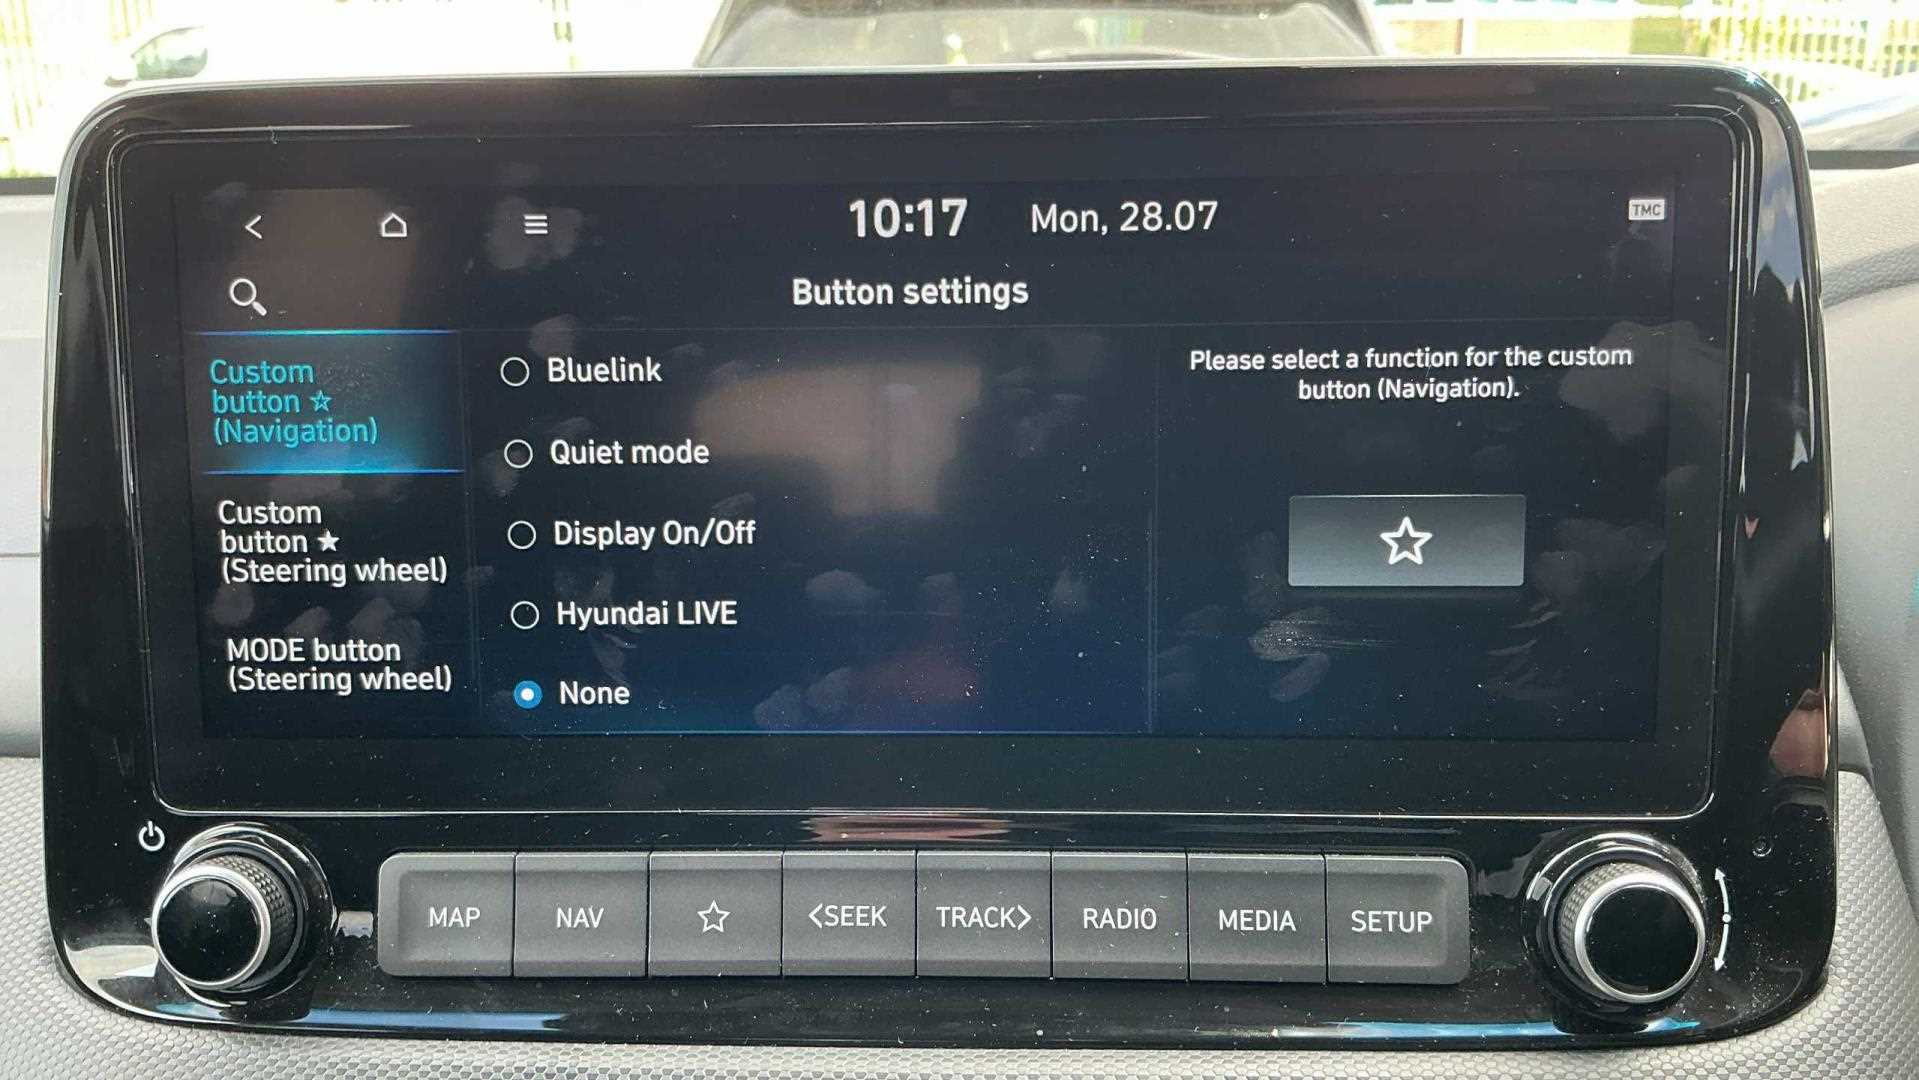 10:17 Mon, 28.07 TMC
Button settings
Custom
button ☆
(Navigation)
Custom
button ★
(Steering wheel)
MODE button
(Steering wheel)
Bluelink
Quiet mode
Display On/Off
Hyundai LIVE
None
Please select a function for the custom
button (Navigation).
MAP NAV ☆ <SEEK TRACK> RADIO MEDIA SETUP